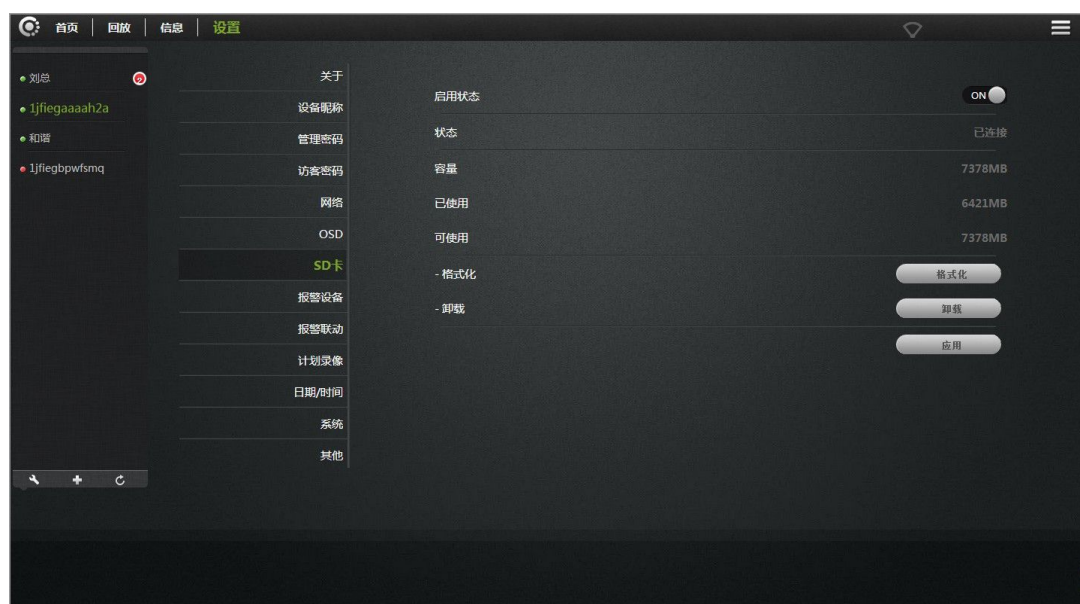 首页 回放 信息 设置
刘总
1jfiegaaaah2a
和谐
1jfiegbpwfsmq
关于
设备昵称
管理密码
访客密码
网络
OSD
SD卡
报警设备
报警联动
计划录像
日期/时间
系统
其他
启用状态 ON
状态 已连接
容量 7378MB
已使用 6421MB
可使用 7378MB
- 格式化 格式化
- 卸载 卸载
应用